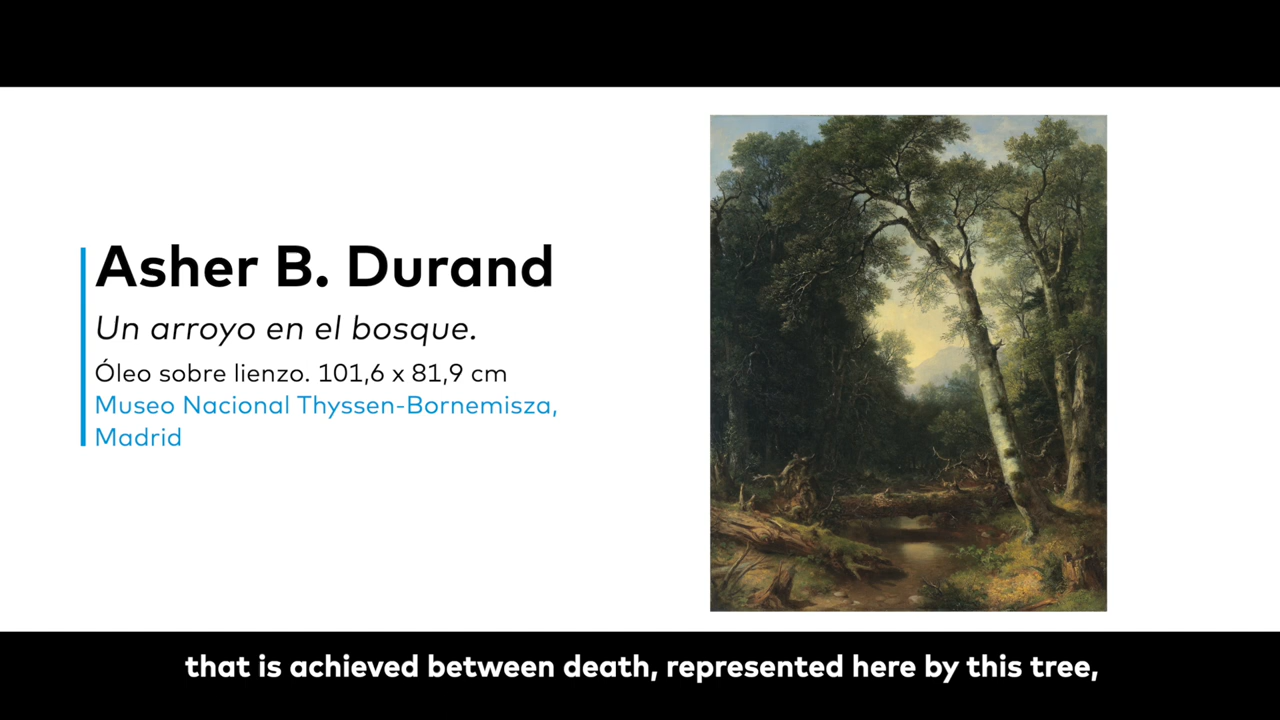 Asher B. Durand
Un arroyo en el bosque.
Óleo sobre lienzo. 101,6 x 81,9 cm
Museo Nacional Thyssen-Bornemisza,
Madrid
that is achieved between death, represented here by this tree,